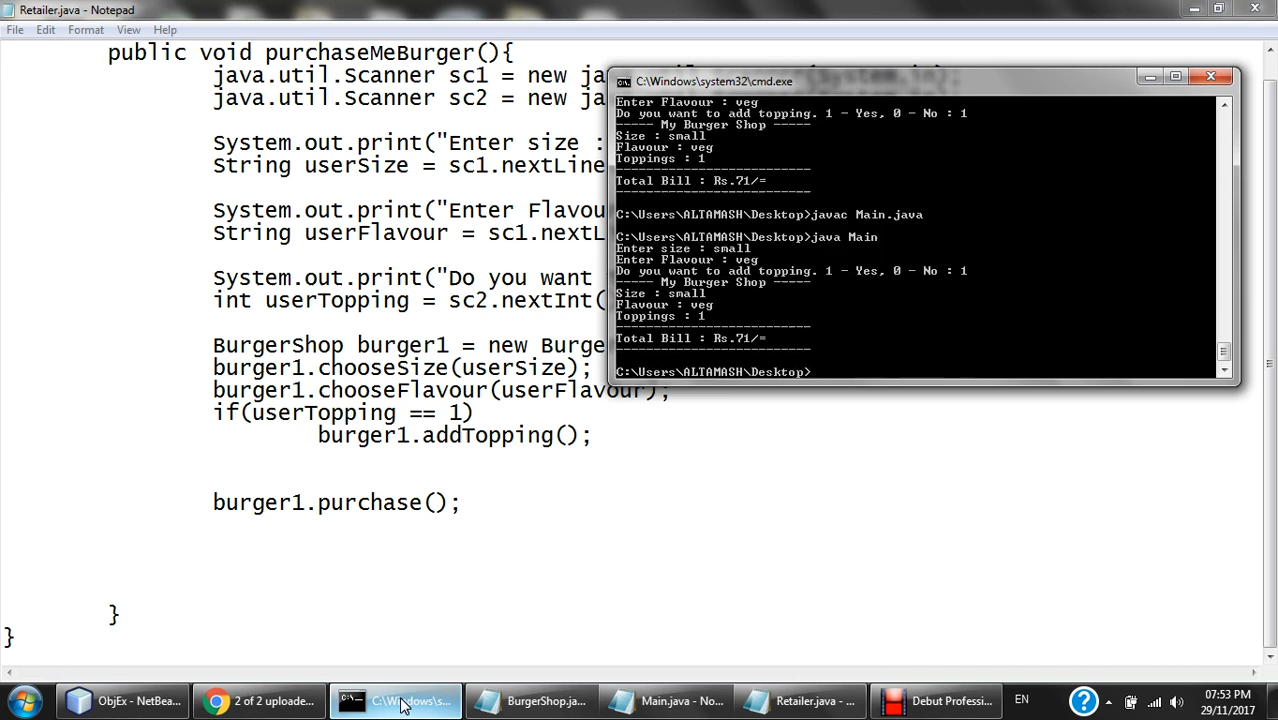 Retailer.java - Notepad
File Edit Format View Help
public void purchaseMeBurger(){
java.util.Scanner sc1 = new
java.util.Scanner sc2 = new
System.out.print("Enter size :
String userSize = sc1.nextLine
System.out.print("Enter Flavou
String userFlavour = sc1.nextL
System.out.print("Do you want
int userTopping = sc2.nextInt(
BurgerShop burger1 = new Burge
burger1.chooseSize(userSize);
burger1.chooseFlavour(userFlavour);
if(userTopping == 1)
burger1.addTopping();
burger1.purchase();
}
}
C:\Windows\system32\cmd.exe
Enter Flavour : veg
Do you want to add topping. 1 - Yes, 0 - No : 1
----- My Burger Shop -----
Size : small
Flavour : veg
Toppings : 1
-------------------------
Total Bill : Rs.71/=
-------------------------
C:\Users\ALTAMASH\Desktop>javac Main.java
C:\Users\ALTAMASH\Desktop>java Main
Enter size : small
Enter Flavour : veg
Do you want to add topping. 1 - Yes, 0 - No : 1
----- My Burger Shop -----
Size : small
Flavour : veg
Toppings : 1
-------------------------
Total Bill : Rs.71/=
-------------------------
C:\Users\ALTAMASH\Desktop>
ObjEx - NetBea... 2 of 2 uploade... C:\Windows\s... BurgerShop.ja... Main.java - No... Retailer.java - ... Debut Professi... EN 07:53 PM
29/11/2017